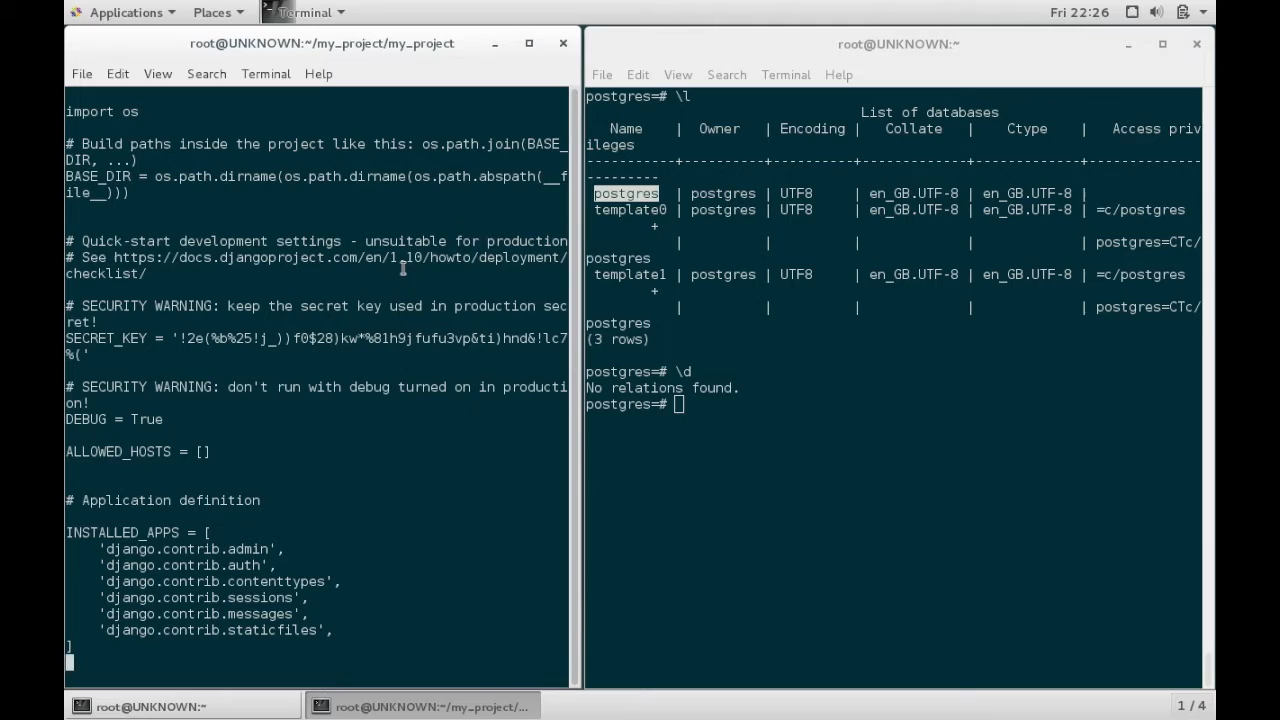 Applications Places Terminal Fri 22:26
root@UNKNOWN:~/my_project/my_project
File Edit View Search Terminal Help
import os
# Build paths inside the project like this: os.path.join(BASE_
DIR, ...)
BASE_DIR = os.path.dirname(os.path.dirname(os.path.abspath(__f
ile__)))
# Quick-start development settings - unsuitable for production
# See https://docs.djangoproject.com/en/1.10/howto/deployment/
checklist/
# SECURITY WARNING: keep the secret key used in production sec
ret!
SECRET_KEY = '!2e(%b%25!j_))f0$28)kw*%81h9jfufu3vp&ti)hnd&!lc7
%('
# SECURITY WARNING: don't run with debug turned on in producti
on!
DEBUG = True
ALLOWED_HOSTS = []
# Application definition
INSTALLED_APPS = [
'django.contrib.admin',
'django.contrib.auth',
'django.contrib.contenttypes',
'django.contrib.sessions',
'django.contrib.messages',
'django.contrib.staticfiles',
]
root@UNKNOWN:~
File Edit View Search Terminal Help
postgres=# \l
List of databases
Name | Owner | Encoding | Collate | Ctype | Access priv
ileges
-----------+----------+----------+-------------+-------------+-------------
---------
postgres | postgres | UTF8 | en_GB.UTF-8 | en_GB.UTF-8 |
template0 | postgres | UTF8 | en_GB.UTF-8 | en_GB.UTF-8 | =c/postgres
+
| | | | | postgres=CTc/
postgres
template1 | postgres | UTF8 | en_GB.UTF-8 | en_GB.UTF-8 | =c/postgres
+
| | | | | postgres=CTc/
postgres
(3 rows)
postgres=# \d
No relations found.
postgres=#
root@UNKNOWN:~ root@UNKNOWN:~/my_project/... 1 / 4